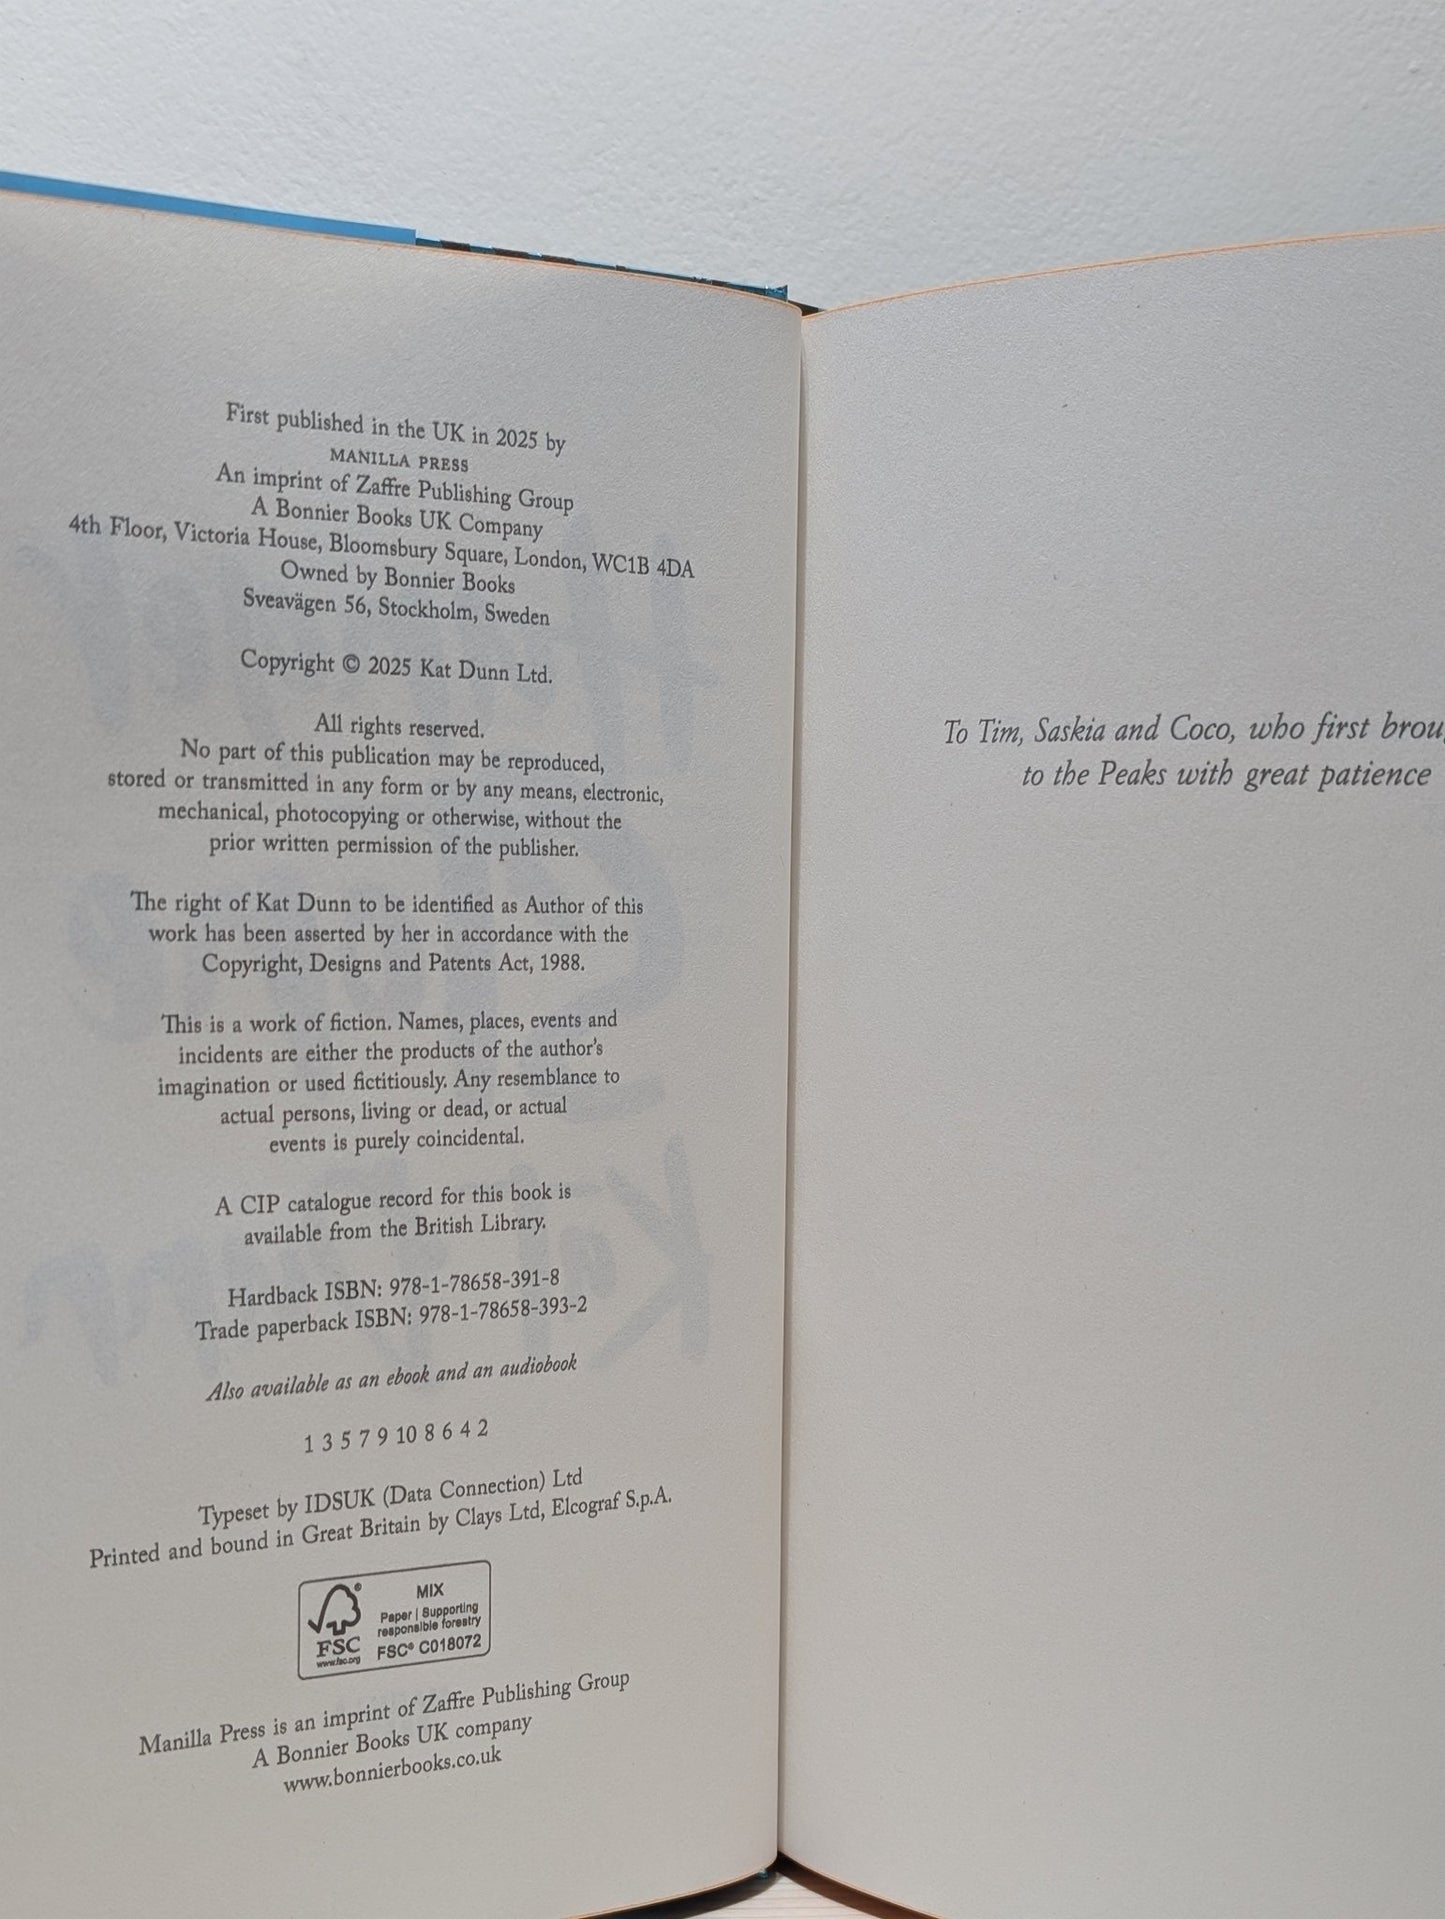 First published in the UK in 2025 by
MANILLA PRESS
An imprint of Zaffre Publishing Group
A Bonnier Books UK Company
4th Floor, Victoria House, Bloomsbury Square, London, WC1B 4DA
Owned by Bonnier Books
Sveavägen 56, Stockholm, Sweden
Copyright © 2025 Kat Dunn Ltd.
All rights reserved.
No part of this publication may be reproduced,
stored or transmitted in any form or by any means, electronic,
mechanical, photocopying or otherwise, without the
prior written permission of the publisher.
The right of Kat Dunn to be identified as Author of this
work has been asserted by her in accordance with the
Copyright, Designs and Patents Act, 1988.
This is a work of fiction. Names, places, events and
incidents are either the products of the author's
imagination or used fictitiously. Any resemblance to
actual persons, living or dead, or actual
events is purely coincidental.
A CIP catalogue record for this book is
available from the British Library.
Hardback ISBN: 978-1-78658-391-8
Trade paperback ISBN: 978-1-78658-393-2
Also available as an ebook and an audiobook
1 3 5 7 9 10 8 6 4 2
Typeset by IDSUK (Data Connection) Ltd
Printed and bound in Great Britain by Clays Ltd, Elcograf S.p.A.
FSC
www.fsc.org
MIX
Paper | Supporting
responsible forestry
FSC® C018072
Manilla Press is an imprint of Zaffre Publishing Group
A Bonnier Books UK company
www.bonnierbooks.co.uk
To Tim, Saskia and Coco, who first brou
to the Peaks with great patience